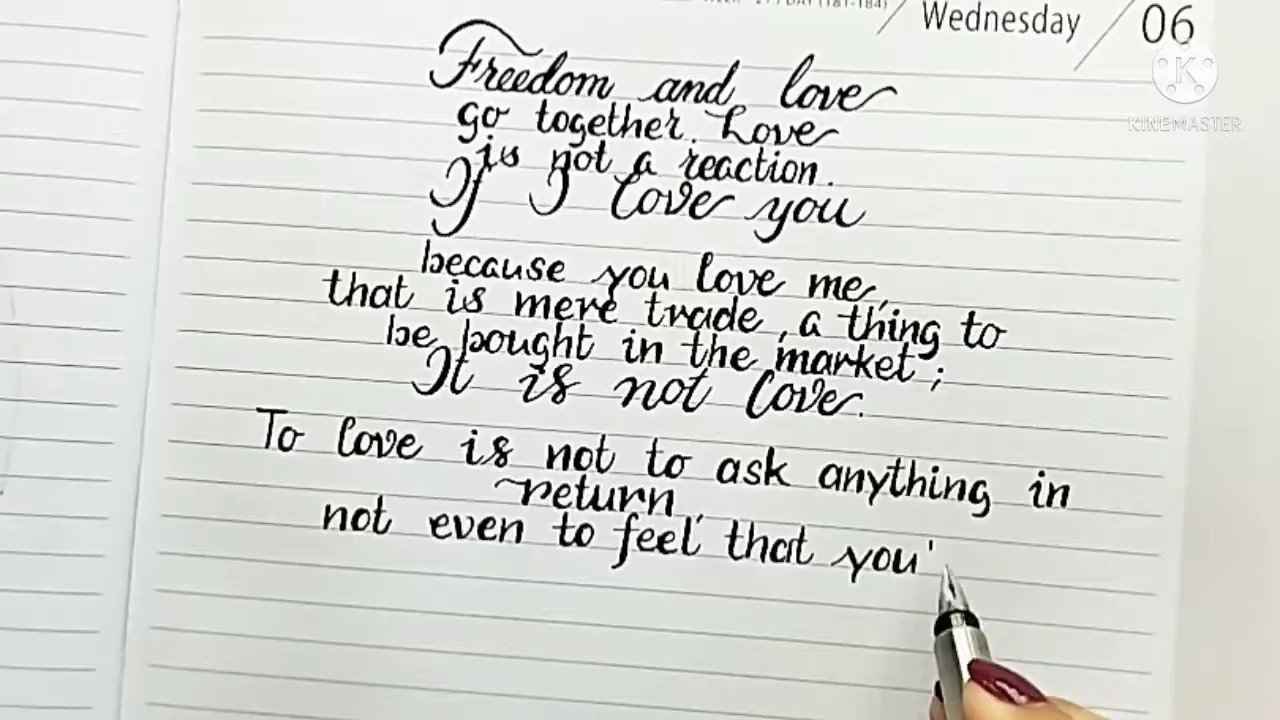 Wednesday 06
KINEMASTER
Freedom and love
go together. Love
is not a reaction.
If I love you
because you love me,
that is mere trade, a thing to
be bought in the market;
It is not love.
To love is not to ask anything in
return,
not even to feel that you'